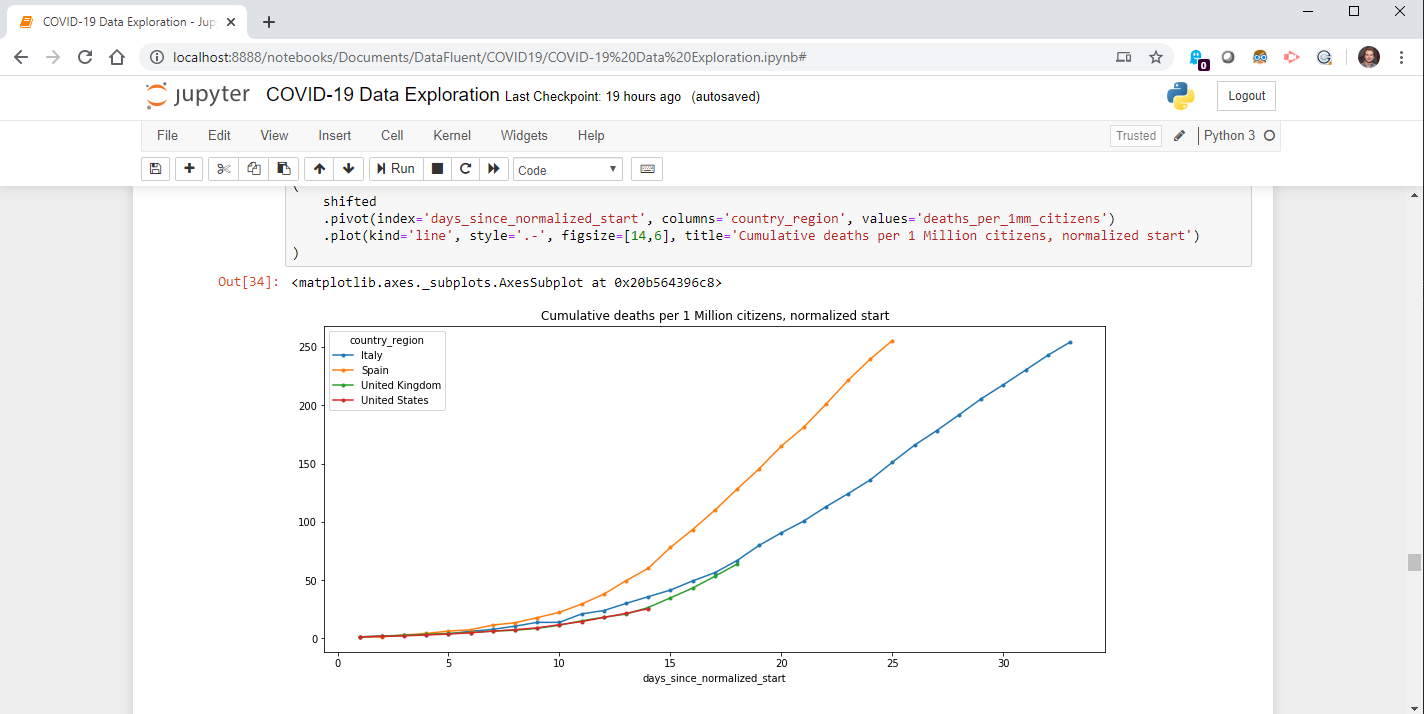 COVID-19 Data Exploration - Jup
localhost:8888/notebooks/Documents/DataFluent/COVID19/COVID-19%20Data%20Exploration.ipynb#
0
jupyter COVID-19 Data Exploration Last Checkpoint: 19 hours ago (autosaved)
Logout
File Edit View Insert Cell Kernel Widgets Help
Trusted Python 3
Run Code
(
shifted
.pivot(index='days_since_normalized_start', columns='country_region', values='deaths_per_1mm_citizens')
.plot(kind='line', style='.-', figsize=[14,6], title='Cumulative deaths per 1 Million citizens, normalized start')
)
Out[34]: <matplotlib.axes._subplots.AxesSubplot at 0x20b564396c8>
Cumulative deaths per 1 Million citizens, normalized start
country_region
Italy
Spain
United Kingdom
United States
250
200
150
100
50
0
0 5 10 15 20 25 30
days_since_normalized_start